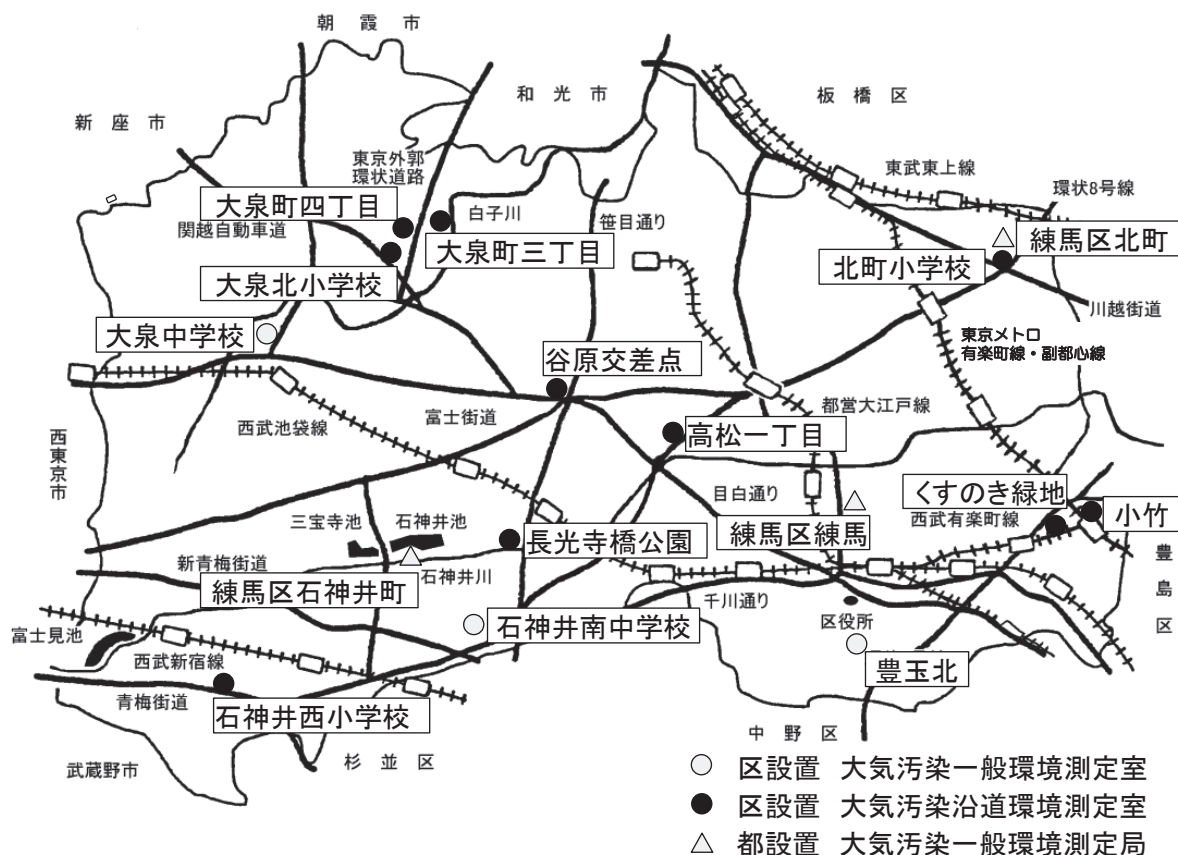 朝霞市
和光市
板橋区
新座市
東京外郭
環状道路
東武東上線
環状8号線
大泉町四丁目
関越自動車道
白子川
笹目通り
大泉町三丁目
練馬区北町
北町小学校
大泉北小学校
川越街道
大泉中学校
東京メトロ
有楽町線・副都心線
谷原交差点
富士街道
都営大江戸線
西武池袋線
高松一丁目
西東京市
目白通り
くすのき緑地
西武有楽町線
小竹
三宝寺池
石神井池
長光寺橋公園
練馬区練馬
豊島区
新青梅街道
石神井川
練馬区石神井町
千川通り
富士見池
石神井南中学校
区役所
西武新宿線
豊玉北
青梅街道
石神井西小学校
中野区
杉並区
武蔵野市
区設置 大気汚染一般環境測定室
区設置 大気汚染沿道環境測定室
都設置 大気汚染一般環境測定局